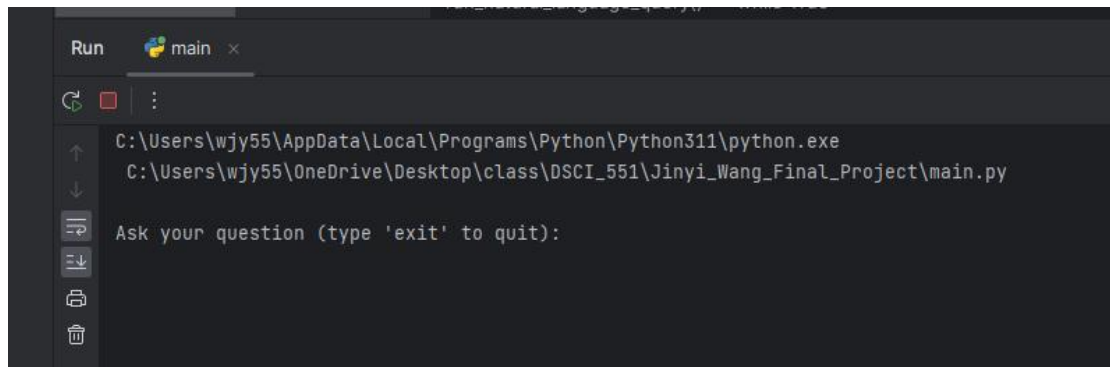 Run main ×
C:\Users\wjy55\AppData\Local\Programs\Python\Python311\python.exe
C:\Users\wjy55\OneDrive\Desktop\class\DSCI_551\Jinyi_Wang_Final_Project\main.py
Ask your question (type 'exit' to quit):